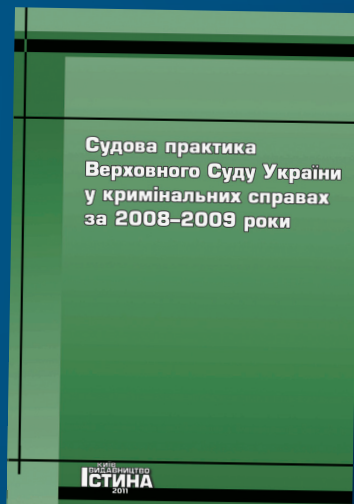 Судова практика
Верховного Суду України
у кримінальних справах
за 2008–2009 роки
КИЇВ
ВИДАВНИЦТВО
ІСТИНА
2011